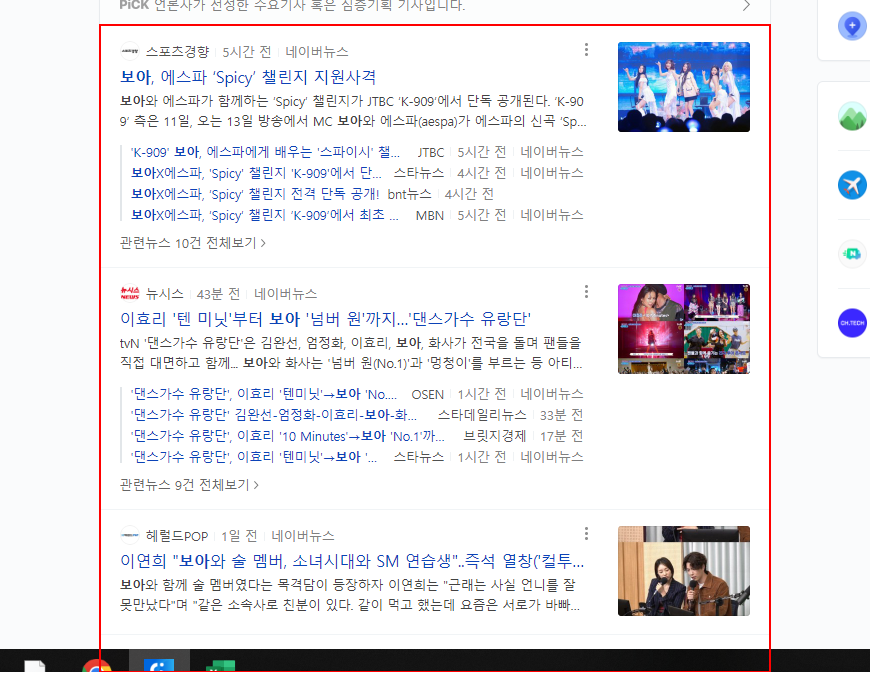 PiCK 언론사가 선정한 주요기사 혹은 심층기획 기사입니다.
스포츠경향 5시간 전 네이버뉴스
보아, 에스파 ‘Spicy’ 챌린지 지원사격
보아와 에스파가 함께하는 ‘Spicy’ 챌린지가 JTBC ‘K-909’에서 단독 공개된다. ‘K-90
9’ 측은 11일, 오는 13일 방송에서 MC 보아와 에스파(aespa)가 에스파의 신곡 ‘Sp...
'K-909' 보아, 에스파에게 배우는 '스파이시' 챌... JTBC 5시간 전 네이버뉴스
보아X에스파, 'Spicy' 챌린지 'K-909'에서 단... 스타뉴스 4시간 전 네이버뉴스
보아X에스파, ‘Spicy’ 챌린지 전격 단독 공개! bnt뉴스 4시간 전
보아X에스파, ‘Spicy’ 챌린지 ‘K-909’에서 최초 ... MBN 5시간 전 네이버뉴스
관련뉴스 10건 전체보기 >
뉴시스 NEWS 뉴시스 43분 전 네이버뉴스
이효리 '텐 미닛'부터 보아 '넘버 원'까지…'댄스가수 유랑단'
tvN '댄스가수 유랑단'은 김완선, 엄정화, 이효리, 보아, 화사가 전국을 돌며 팬들을
직접 대면하고 함께... 보아와 화사는 '넘버 원(No.1)'과 '멍청이'를 부르는 등 아티...
'댄스가수 유랑단', 이효리 '텐미닛'→보아 'No.... OSEN 1시간 전 네이버뉴스
'댄스가수 유랑단' 김완선-엄정화-이효리-보아-화... 스타데일리뉴스 33분 전
'댄스가수 유랑단', 이효리 '10 Minutes'→보아 'No.1'까... 브릿지경제 17분 전
'댄스가수 유랑단', 이효리 '텐미닛'→보아 '... 스타뉴스 1시간 전 네이버뉴스
관련뉴스 9건 전체보기 >
헤럴드POP 1일 전 네이버뉴스
이연희 "보아와 술 멤버, 소녀시대와 SM 연습생"..즉석 열창('컬투...
보아와 함께 술 멤버였다는 목격담이 등장하자 이연희는 "근래는 사실 언니를 잘
못만났다"며 "같은 소속사로 친분이 있다. 같이 먹고 했는데 요즘은 서로가 바빠...
N
CH.TECH